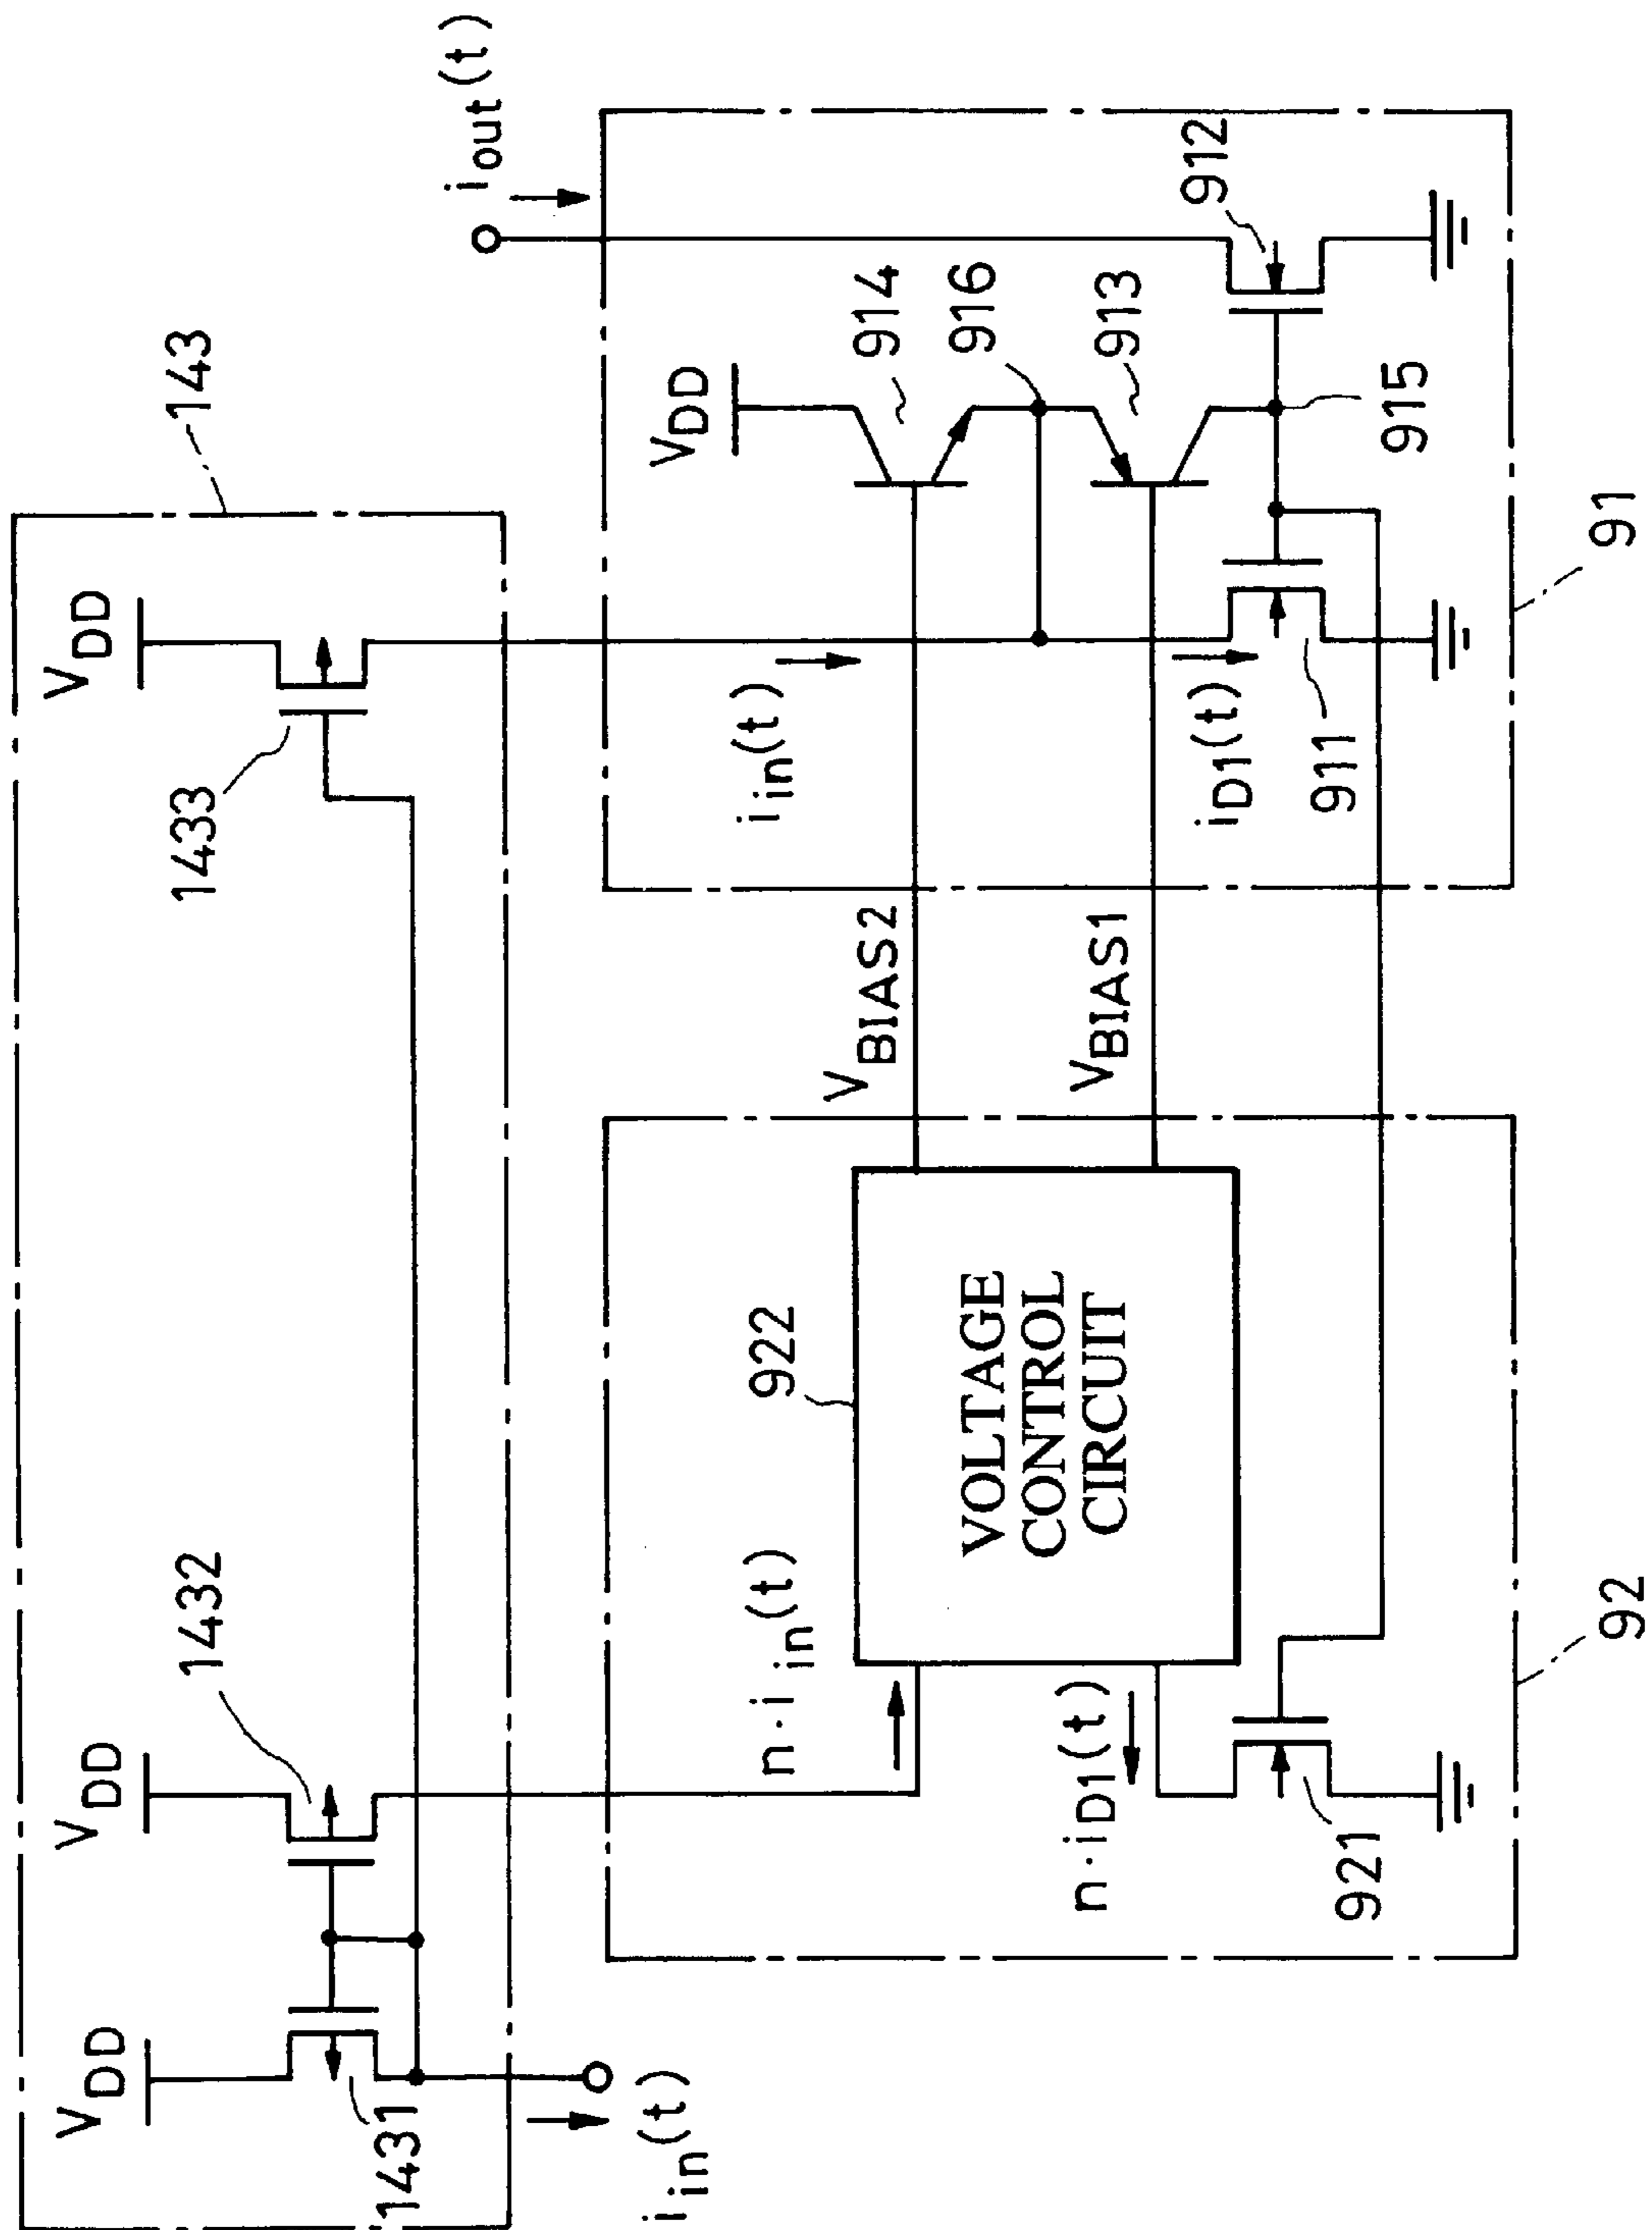 143
V_DD
V_DD
V_DD
1431
1432
1433
i_in(t)
i_out(t)
n·i_in(t)
922
VOLTAGE
CONTROL
CIRCUIT
n·i_D1(t)
921
92
V_BIAS2
V_BIAS1
i_in(t)
i_D1(t)
911
V_DD
914
916
913
915
912
91